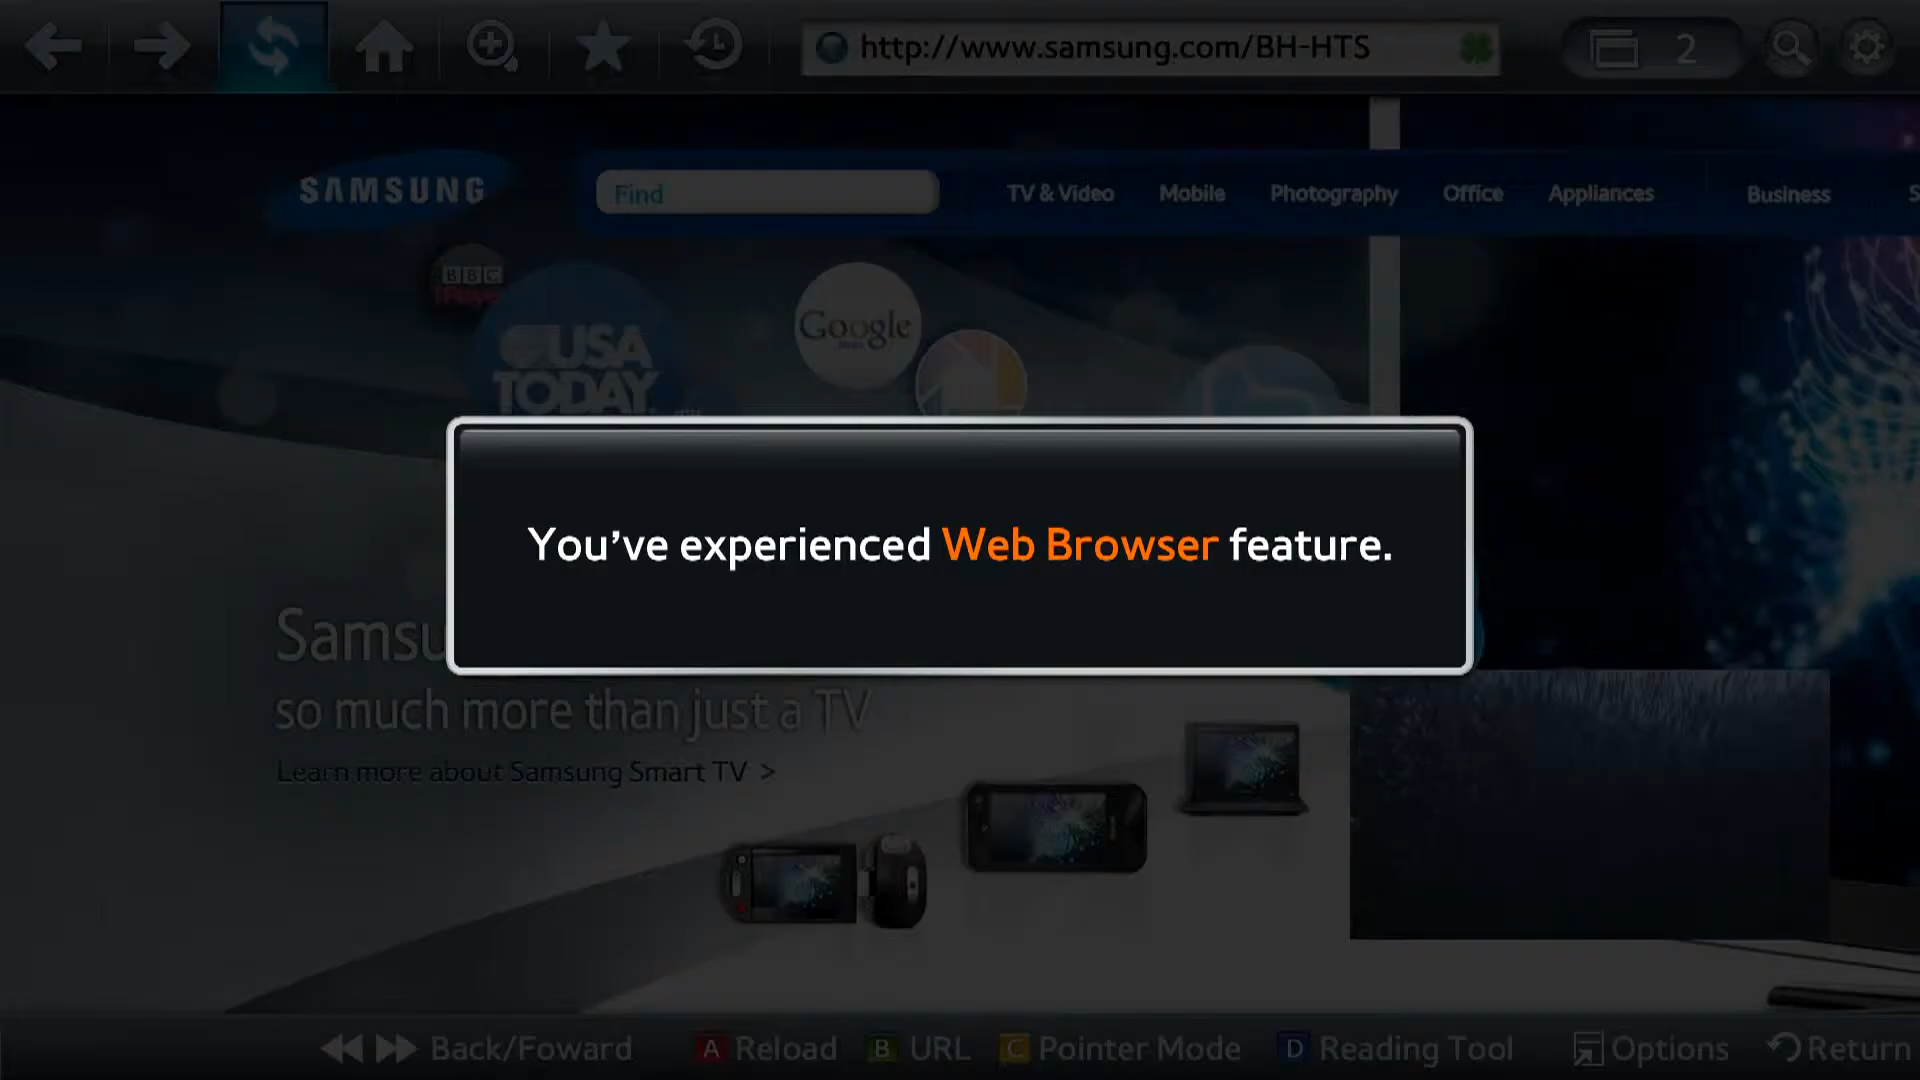 http://www.samsung.com/BH-HTS
2
SAMSUNG
Find
TV & Video
Mobile
Photography
Office
Appliances
Business
BBC
iPlayer
USA
TODAY
Google
You've experienced Web Browser feature.
Samsu
so much more than just a TV
Learn more about Samsung Smart TV >
Back/Foward
A Reload
B URL
C Pointer Mode
D Reading Tool
Options
Return